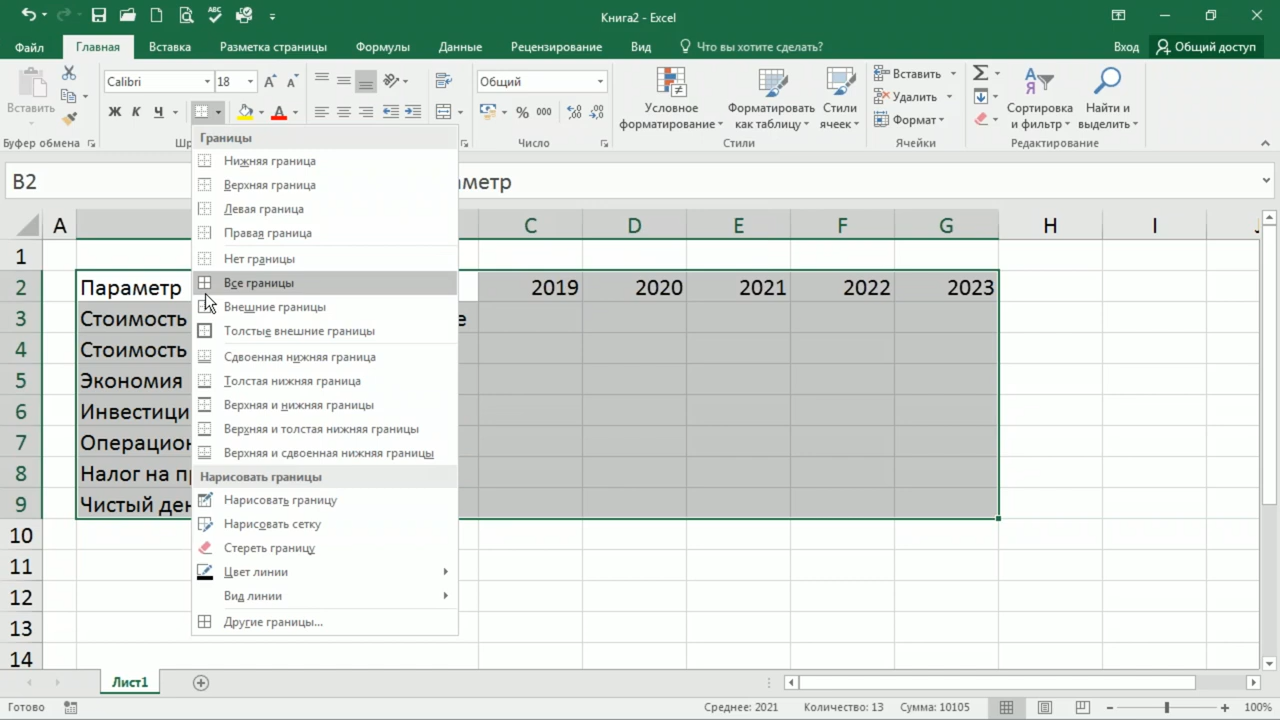 ABC
Книга2 - Excel
Файл Главная Вставка Разметка страницы Формулы Данные Рецензирование Вид Что вы хотите сделать? Вход Общий доступ
Calibri 18 Общий
Вставить Удалить Формат
Вставить
Ж К Ч А % 000
Условное форматирование
Форматировать как таблицу
Стили ячеек
Сортировка и фильтр
Найти и выделить
Буфер обмена Шр Число Стили Ячейки Редактирование
B2 метр
Границы
Нижняя граница
Верхняя граница
Левая граница
Правая граница
Нет границы
Все границы
Внешние границы
Толстые внешние границы
Сдвоенная нижняя граница
Толстая нижняя граница
Верхняя и нижняя границы
Верхняя и толстая нижняя границы
Верхняя и сдвоенная нижняя границы
Нарисовать границы
Нарисовать границу
Нарисовать сетку
Стереть границу
Цвет линии
Вид линии
Другие границы...
A C D E F G H I
1
2 Параметр 2019 2020 2021 2022 2023
3 Стоимость е
4 Стоимость
5 Экономия
6 Инвестици
7 Операцион
8 Налог на п
9 Чистый ден
10
11
12
13
14
Лист1
Готово Среднее: 2021 Количество: 13 Сумма: 10105 100%